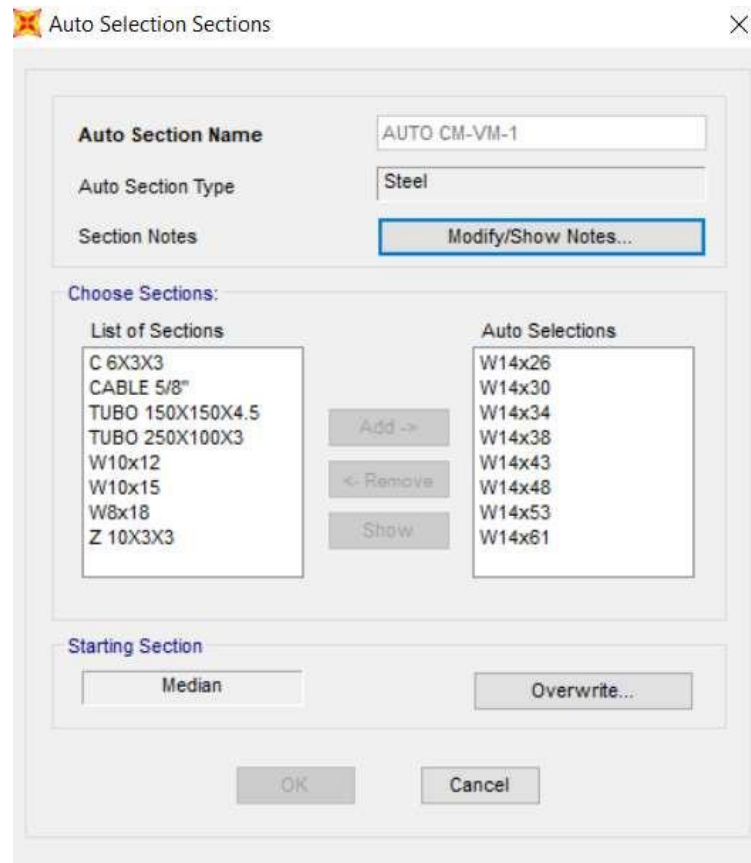 Auto Selection Sections
Auto Section Name
AUTO CM-VM-1
Auto Section Type
Steel
Section Notes
Modify/Show Notes...
Choose Sections:
List of Sections
C 6X3X3
CABLE 5/8"
TUBO 150X150X4.5
TUBO 250X100X3
W10x12
W10x15
W8x18
Z 10X3X3
Add ->
<- Remove
Show
Auto Selections
W14x26
W14x30
W14x34
W14x38
W14x43
W14x48
W14x53
W14x61
Starting Section
Median
Overwrite...
OK
Cancel